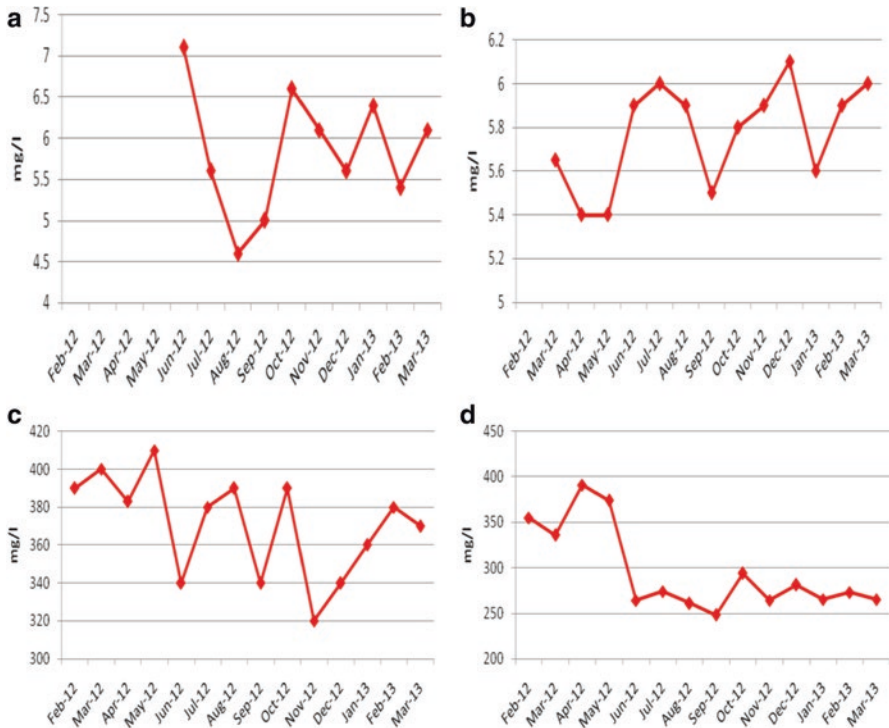 a
7.5
7
6.5
6
5.5
5
4.5
4
mg/l
Feb-12
Mar-12
Apr-12
May-12
Jun-12
Jul-12
Aug-12
Sep-12
Oct-12
Nov-12
Dec-12
Jan-13
Feb-13
Mar-13
b
6.2
6
5.8
5.6
5.4
5.2
5
mg/l
Feb-12
Mar-12
Apr-12
May-12
Jun-12
Jul-12
Aug-12
Sep-12
Oct-12
Nov-12
Dec-12
Jan-13
Feb-13
Mar-13
c
420
400
380
360
340
320
300
mg/l
Feb-12
Mar-12
Apr-12
May-12
Jun-12
Jul-12
Aug-12
Sep-12
Oct-12
Nov-12
Dec-12
Jan-13
Feb-13
Mar-13
d
450
400
350
300
250
200
mg/l
Feb-12
Mar-12
Apr-12
May-12
Jun-12
Jul-12
Aug-12
Sep-12
Oct-12
Nov-12
Dec-12
Jan-13
Feb-13
Mar-13